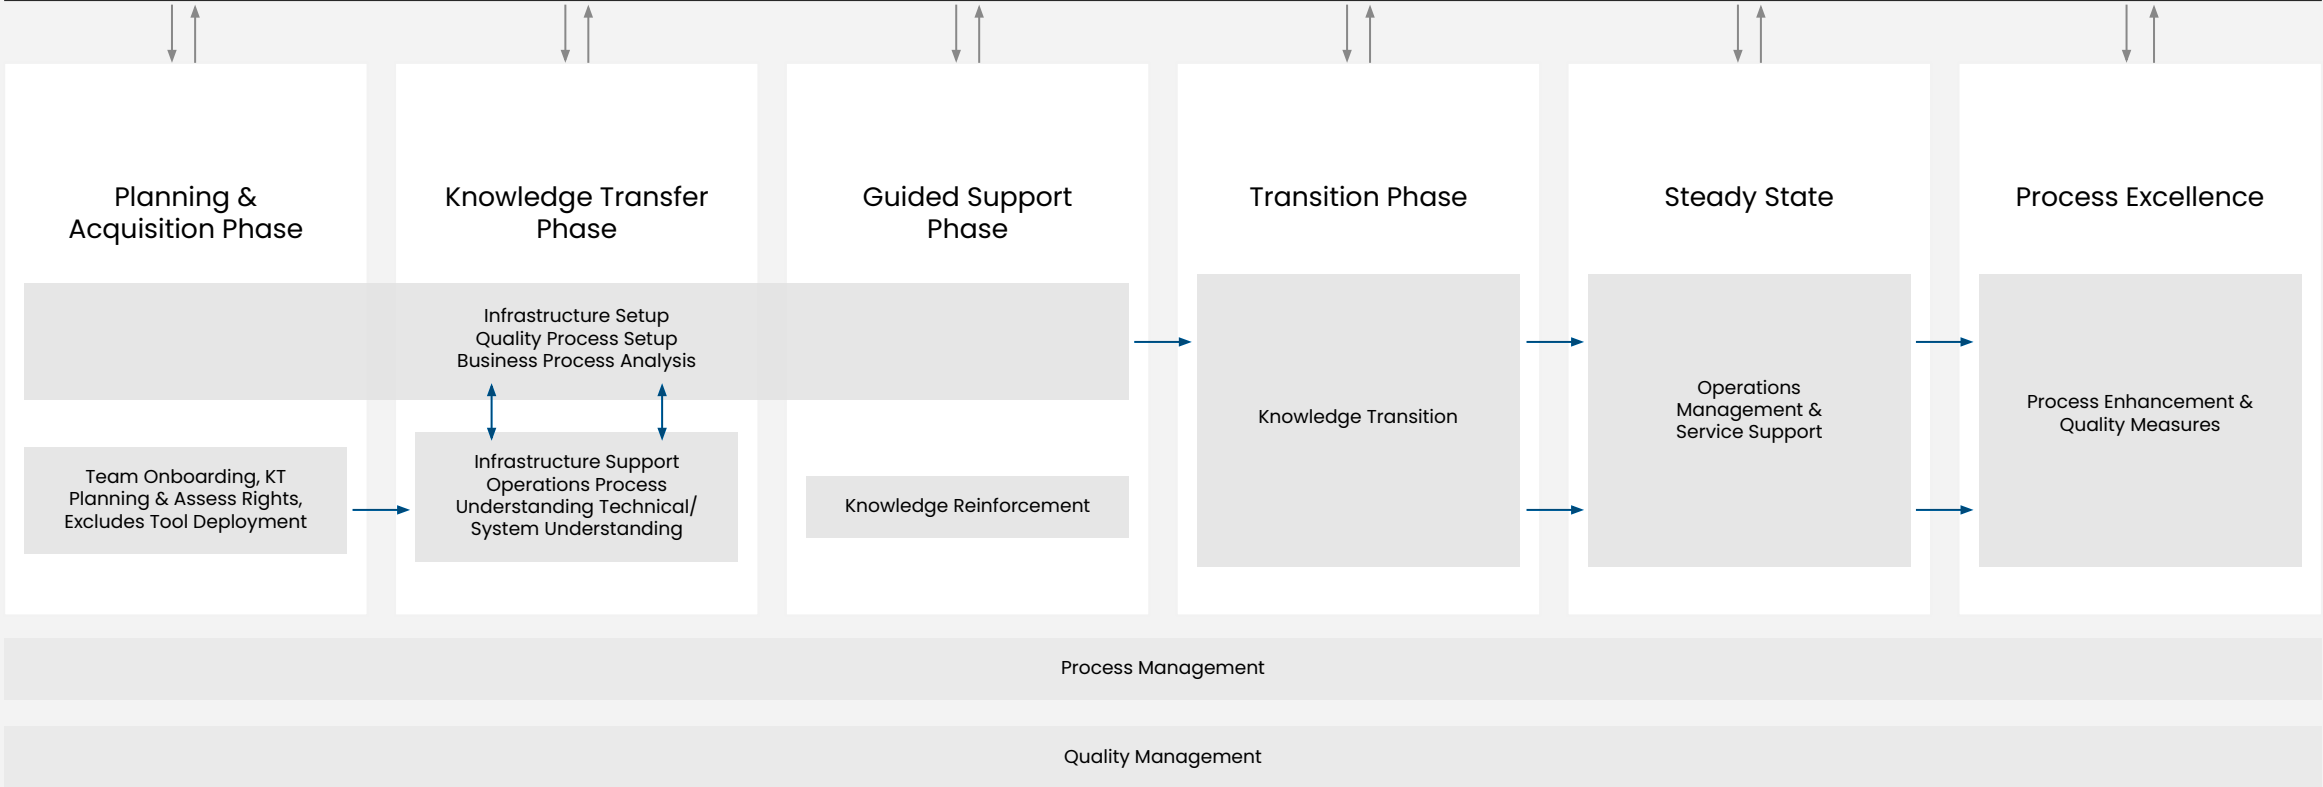 Planning &
Acquisition Phase
Knowledge Transfer
Phase
Guided Support
Phase
Transition Phase
Steady State
Process Excellence
Infrastructure Setup
Quality Process Setup
Business Process Analysis
Team Onboarding, KT
Planning & Assess Rights,
Excludes Tool Deployment
Infrastructure Support
Operations Process
Understanding Technical/
System Understanding
Knowledge Reinforcement
Knowledge Transition
Operations
Management &
Service Support
Process Enhancement &
Quality Measures
Process Management
Quality Management